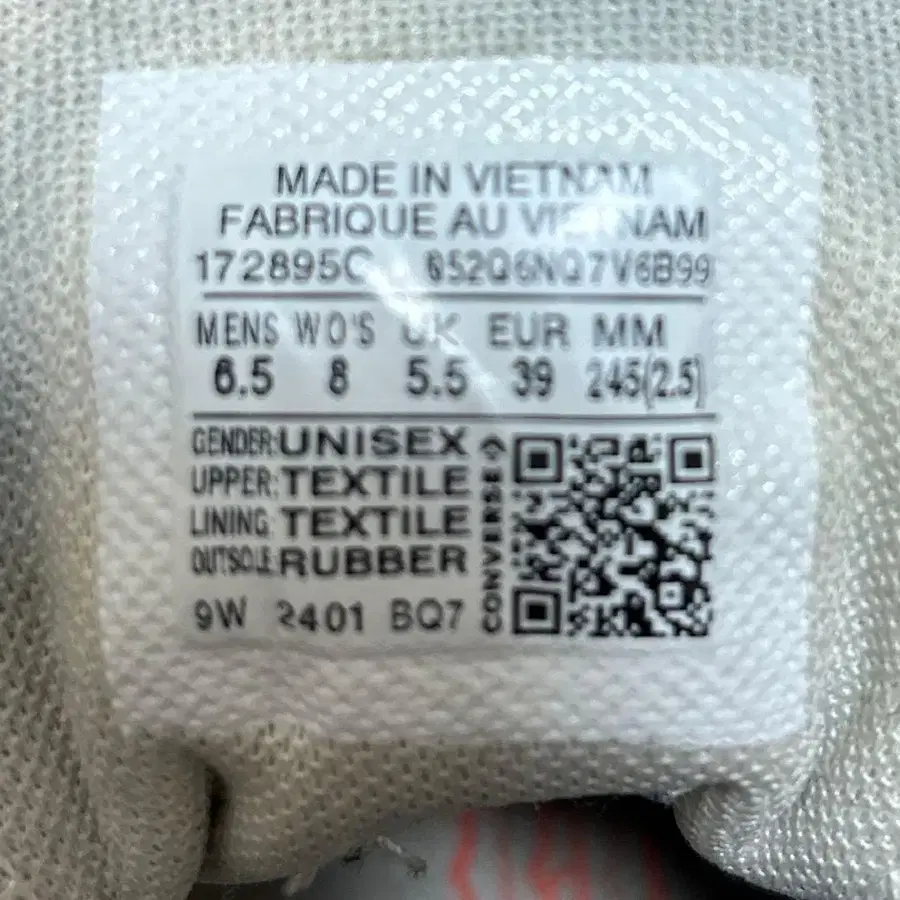 MADE IN VIETNAM
FABRIQUE AU VIETNAM
172895C 652Q6NQ7V6B99
MENS WO'S UK EUR MM
6.5 8 5.5 39 245(2.5)
GENDER:UNISEX
UPPER:TEXTILE
LINING:TEXTILE
OUTSOLE:RUBBER
9W 2401 BQ7
CONVERSE